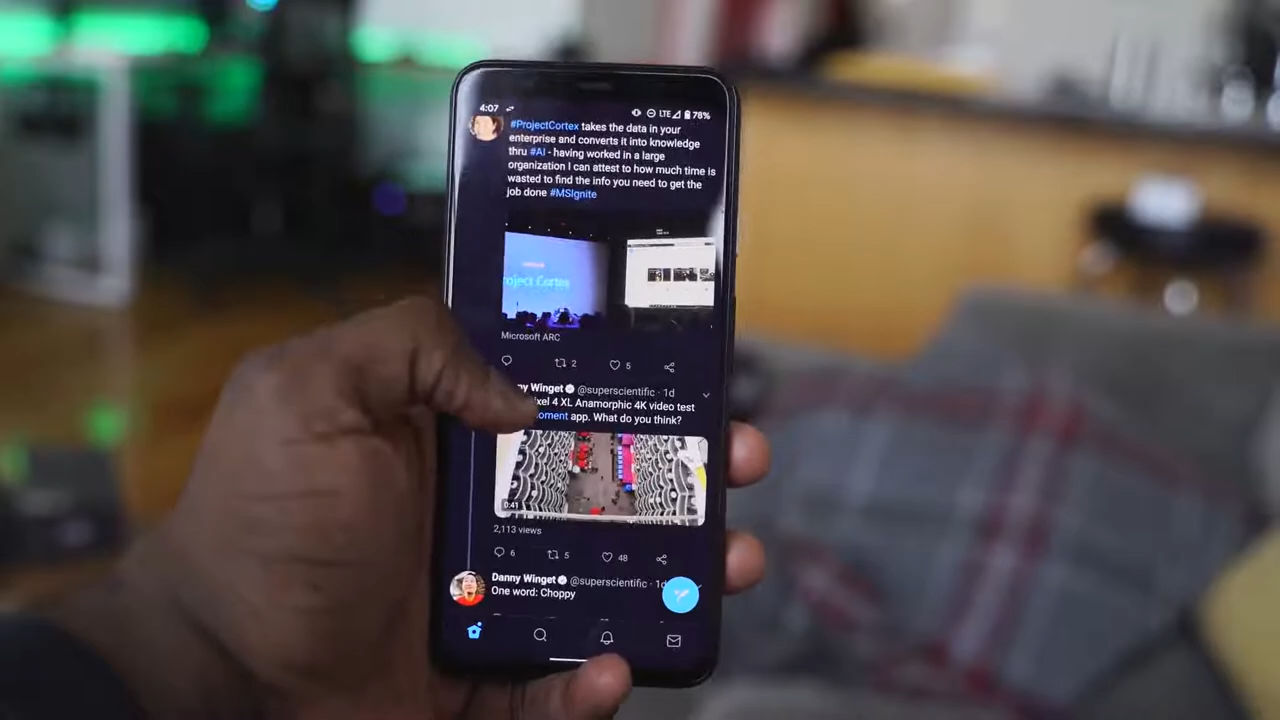 4:07 LTE 78%
#ProjectCortex takes the data in your
enterprise and converts it into knowledge
thru #AI - having worked in a large
organization I can attest to how much time is
wasted to find the info you need to get the
job done #MSIgnite
roject Cortex
Microsoft ARC
2 5
ny Winget @superscientific · 1d
ixel 4 XL Anamorphic 4K video test
oment app. What do you think?
0:41
2,113 views
6 5 48
Danny Winget @superscientific · 1d
One word: Choppy